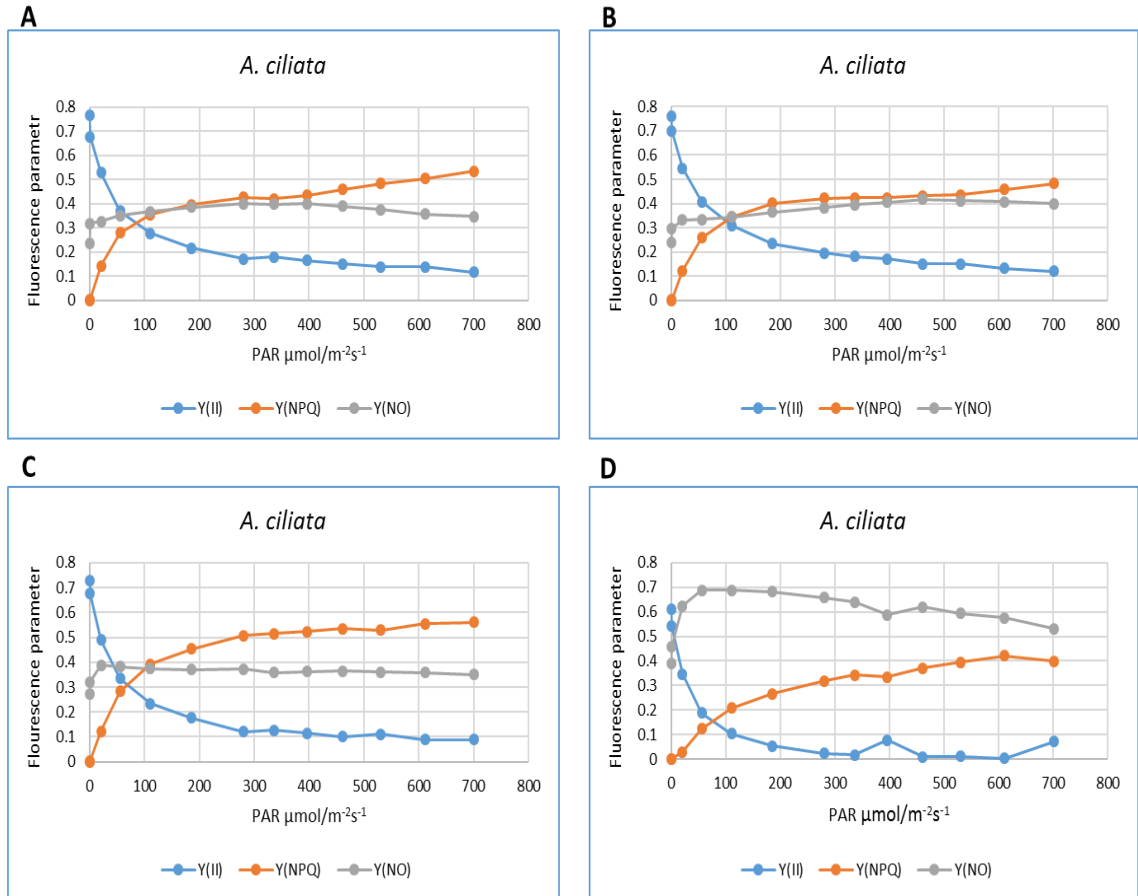 A
A. ciliata
Fluorescence parametr
0.8
0.7
0.6
0.5
0.4
0.3
0.2
0.1
0
0 100 200 300 400 500 600 700 800
PAR µmol/m⁻²s⁻¹
Y(II) Y(NPQ) Y(NO)
B
A. ciliata
Fluorescence parameter
0.8
0.7
0.6
0.5
0.4
0.3
0.2
0.1
0
0 100 200 300 400 500 600 700 800
PAR µmol/m⁻²s⁻¹
Y(II) Y(NPQ) Y(NO)
C
A. ciliata
Flourescence parameter
0.8
0.7
0.6
0.5
0.4
0.3
0.2
0.1
0
0 100 200 300 400 500 600 700 800
PAR µmol/m⁻²s⁻¹
Y(II) Y(NPQ) Y(NO)
D
A. ciliata
Fluorescence parameter
0.8
0.7
0.6
0.5
0.4
0.3
0.2
0.1
0
0 100 200 300 400 500 600 700 800
PAR µmol/m⁻²s⁻¹
Y(II) Y(NPQ) Y(NO)